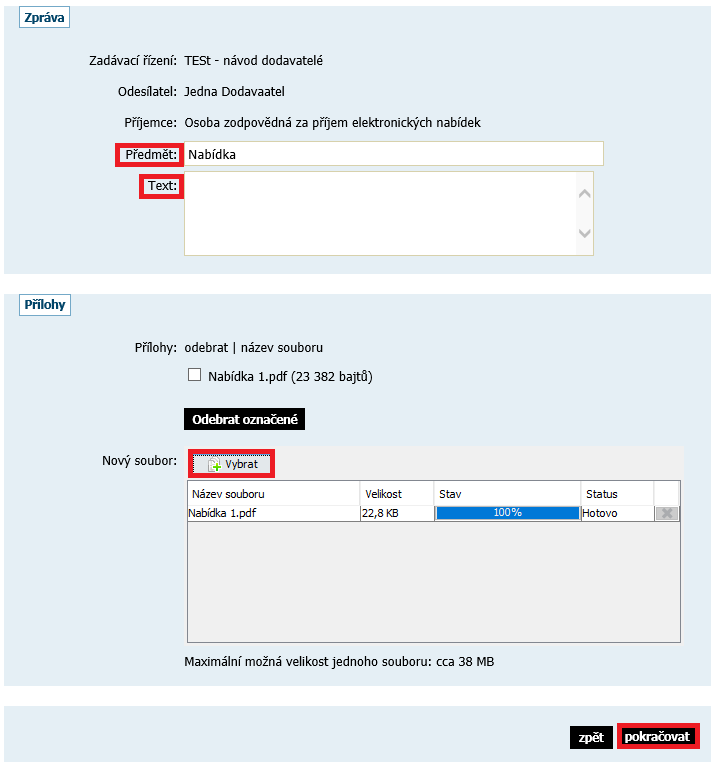 Zpráva
Zadávací řízení: TESt - návod dodavatelé
Odesílatel: Jedna Dodavaatel
Příjemce: Osoba zodpovědná za příjem elektronických nabídek
Předmět: Nabídka
Text:
Přílohy
Přílohy: odebrat | název souboru
Nabídka 1.pdf (23 382 bajtů)
Odebrat označené
Nový soubor: Vybrat
Název souboru Velikost Stav Status
Nabídka 1.pdf 22,8 KB 100% Hotovo
Maximální možná velikost jednoho souboru: cca 38 MB
zpět pokračovat